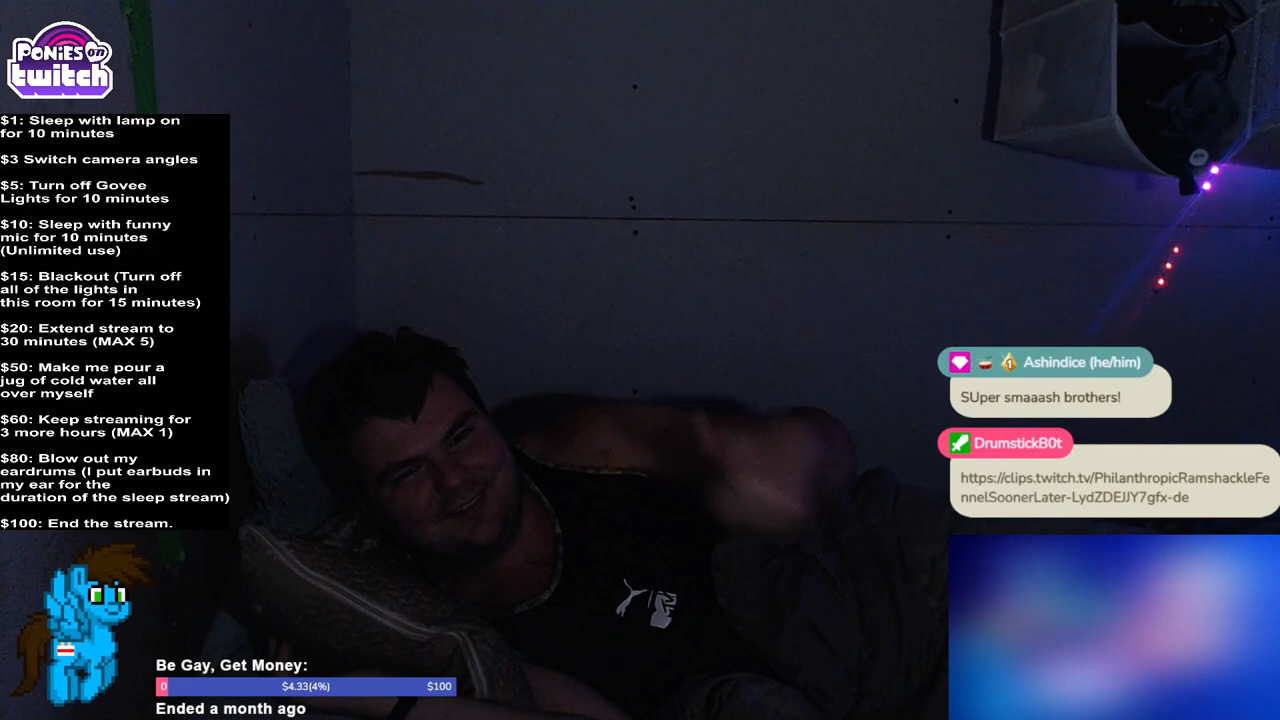 PONiES on
twitch
$1: Sleep with lamp on
for 10 minutes
$3 Switch camera angles
$5: Turn off Govee
Lights for 10 minutes
$10: Sleep with funny
mic for 10 minutes
(Unlimited use)
$15: Blackout (Turn off
all of the lights in
this room for 15 minutes)
$20: Extend stream to
30 minutes (MAX 5)
$50: Make me pour a
jug of cold water all
over myself
$60: Keep streaming for
3 more hours (MAX 1)
$80: Blow out my
eardrums (I put earbuds in
my ear for the
duration of the sleep stream)
$100: End the stream.
Ashindice (he/him)
SUper smaaash brothers!
DrumstickB0t
https://clips.twitch.tv/PhilanthropicRamshackleFe
nnelSoonerLater-LydZDEJJY7gfx-de
MTV
Be Gay, Get Money:
0 $4.33(4%) $100
Ended a month ago